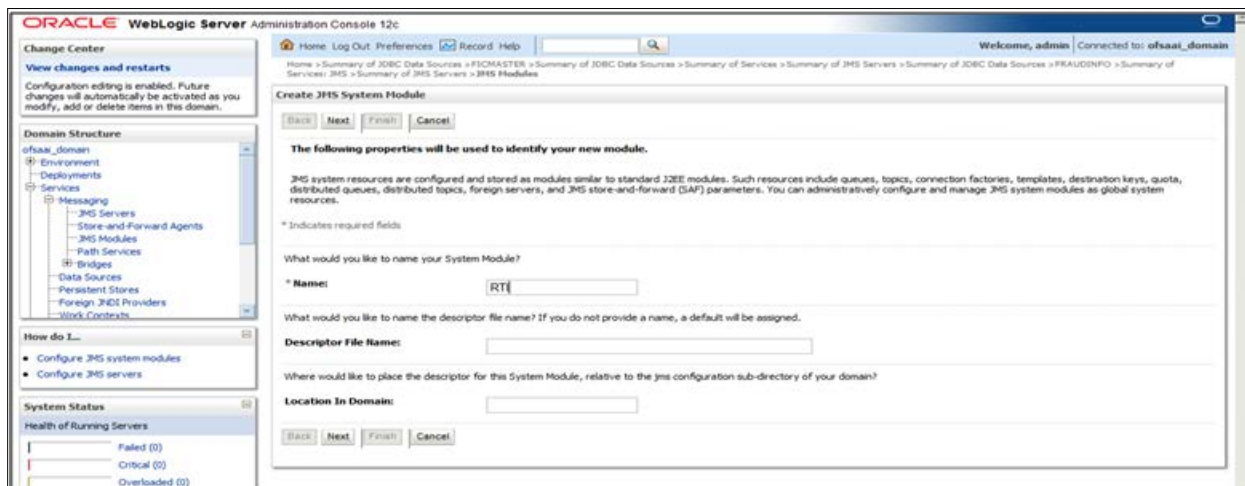 ORACLE WebLogic Server Administration Console 12c
Change Center
View changes and restarts
Configuration editing is enabled. Future
changes will automatically be activated as you
modify, add or delete items in this domain.
Domain Structure
ofsaai_domain
Environment
Deployments
Services
Messaging
JMS Servers
Store-and-Forward Agents
JMS Modules
Path Services
Bridges
Data Sources
Persistent Stores
Foreign JNDI Providers
Work Contexts
How do I...
Configure JMS system modules
Configure JMS servers
System Status
Health of Running Servers
Failed (0)
Critical (0)
Overloaded (0)
Home Log Out Preferences Record Help
Welcome, admin Connected to: ofsaai_domain
Home >Summary of JDBC Data Sources >FICMASTER >Summary of JDBC Data Sources >Summary of Services >Summary of JMS Servers >Summary of JDBC Data Sources >FRAUDINFO >Summary of
Services: JMS >Summary of JMS Servers >JMS Modules
Create JMS System Module
Back Next Finish Cancel
The following properties will be used to identify your new module.
JMS system resources are configured and stored as modules similar to standard J2EE modules. Such resources include queues, topics, connection factories, templates, destination keys, quota,
distributed queues, distributed topics, foreign servers, and JMS store-and-forward (SAF) parameters. You can administratively configure and manage JMS system modules as global system
resources.
* Indicates required fields
What would you like to name your System Module?
* Name: RTI
What would you like to name the descriptor file name? If you do not provide a name, a default will be assigned.
Descriptor File Name:
Where would like to place the descriptor for this System Module, relative to the jms configuration sub-directory of your domain?
Location In Domain:
Back Next Finish Cancel